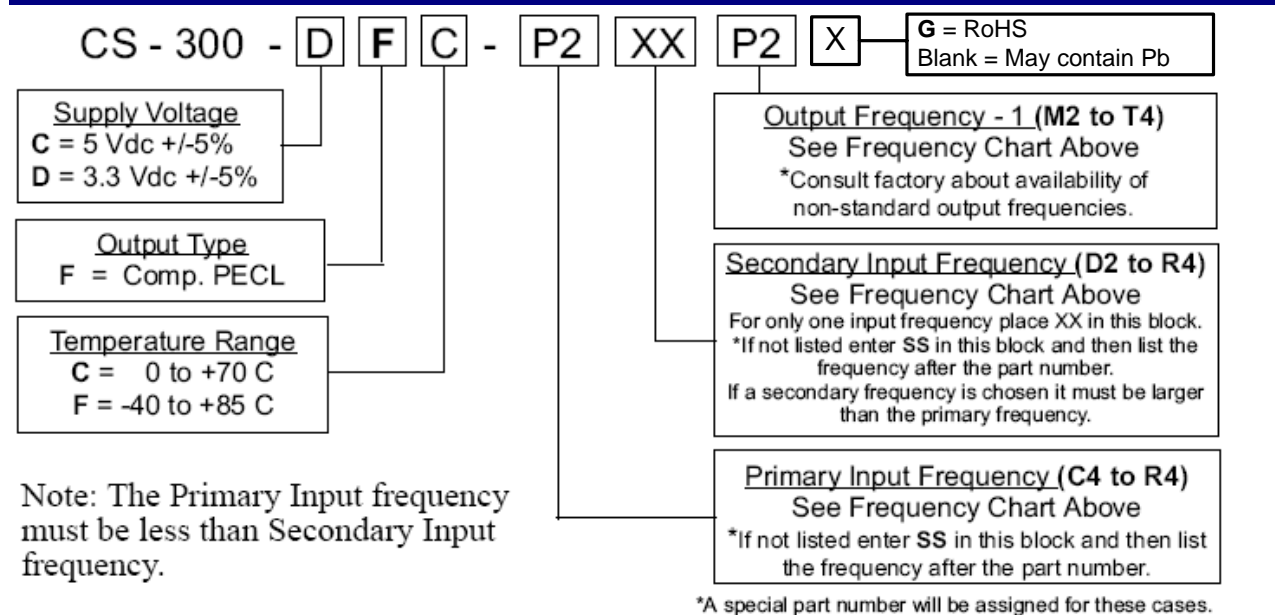 CS - 300 - D F C - P2 XX P2 X
G = RoHS
Blank = May contain Pb
Supply Voltage
C = 5 Vdc +/-5%
D = 3.3 Vdc +/-5%
Output Type
F = Comp. PECL
Temperature Range
C = 0 to +70 C
F = -40 to +85 C
Note: The Primary Input frequency
must be less than Secondary Input
frequency.
Output Frequency - 1 (M2 to T4)
See Frequency Chart Above
*Consult factory about availability of
non-standard output frequencies.
Secondary Input Frequency (D2 to R4)
See Frequency Chart Above
For only one input frequency place XX in this block.
*If not listed enter SS in this block and then list the
frequency after the part number.
If a secondary frequency is chosen it must be larger
than the primary frequency.
Primary Input Frequency (C4 to R4)
See Frequency Chart Above
*If not listed enter SS in this block and then list
the frequency after the part number.
*A special part number will be assigned for these cases.